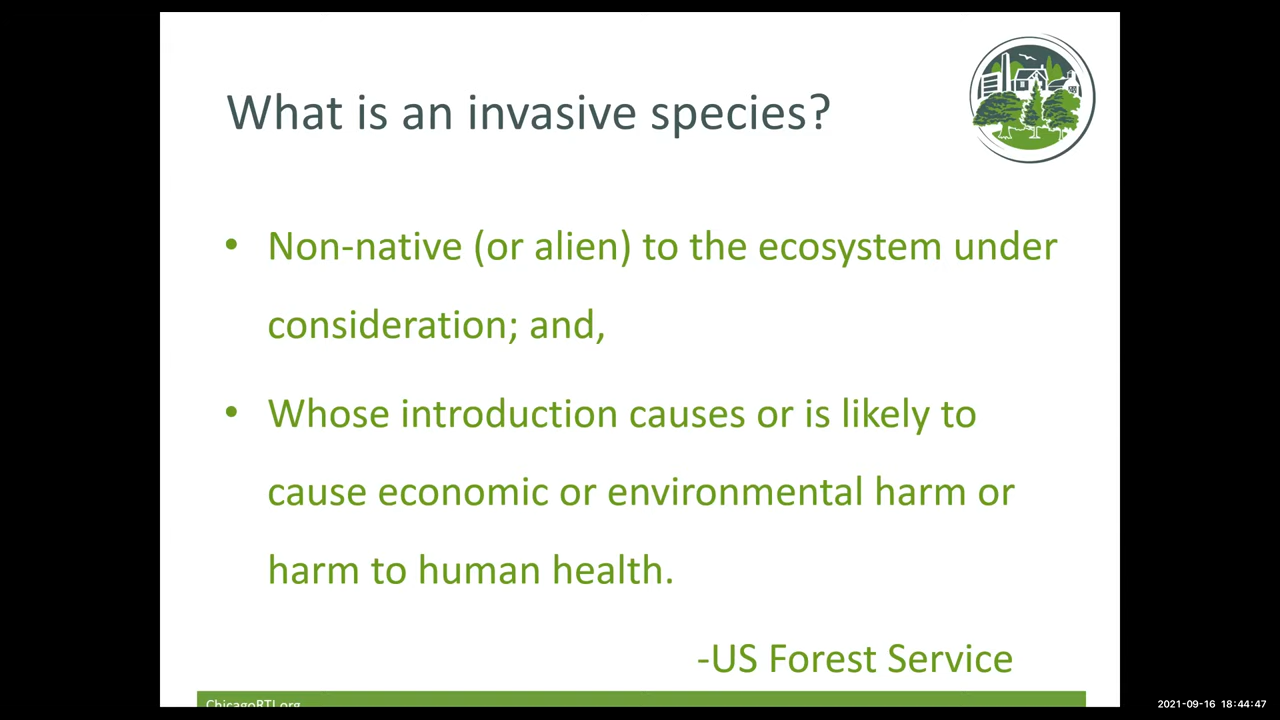 What is an invasive species?
• Non-native (or alien) to the ecosystem under
consideration; and,
• Whose introduction causes or is likely to
cause economic or environmental harm or
harm to human health.
-US Forest Service
ChicagoRTI.org
2021-09-16 18:44:47